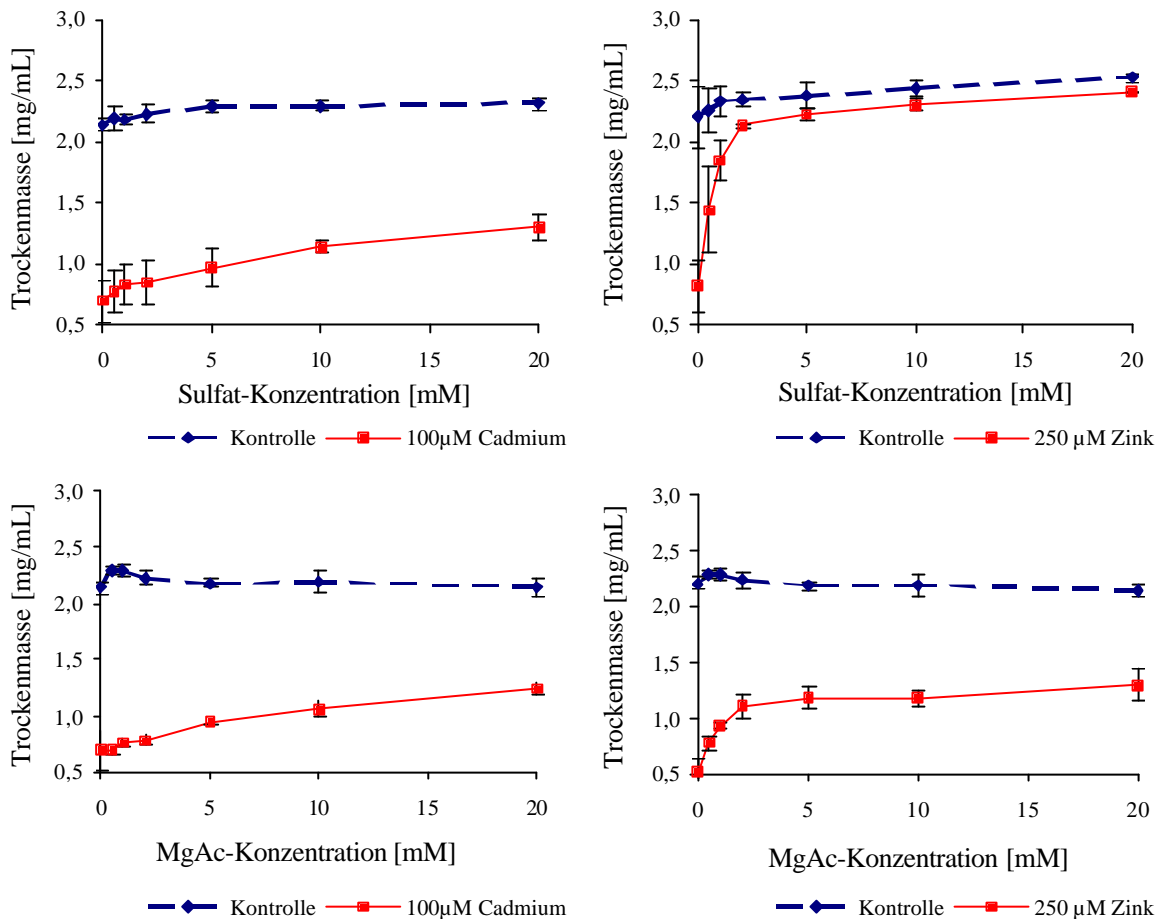 Trockenmasse [mg/mL]
3,0
2,5
2,0
1,5
1,0
0,5
0 5 10 15 20
Sulfat-Konzentration [mM]
Kontrolle 100µM Cadmium
Trockenmasse [mg/mL]
3,0
2,5
2,0
1,5
1,0
0,5
0 5 10 15 20
Sulfat-Konzentration [mM]
Kontrolle 250 µM Zink
Trockenmasse [mg/mL]
3,0
2,5
2,0
1,5
1,0
0,5
0 5 10 15 20
MgAc-Konzentration [mM]
Kontrolle 100µM Cadmium
Trockenmasse [mg/mL]
3,0
2,5
2,0
1,5
1,0
0,5
0 5 10 15 20
MgAc-Konzentration [mM]
Kontrolle 250 µM Zink